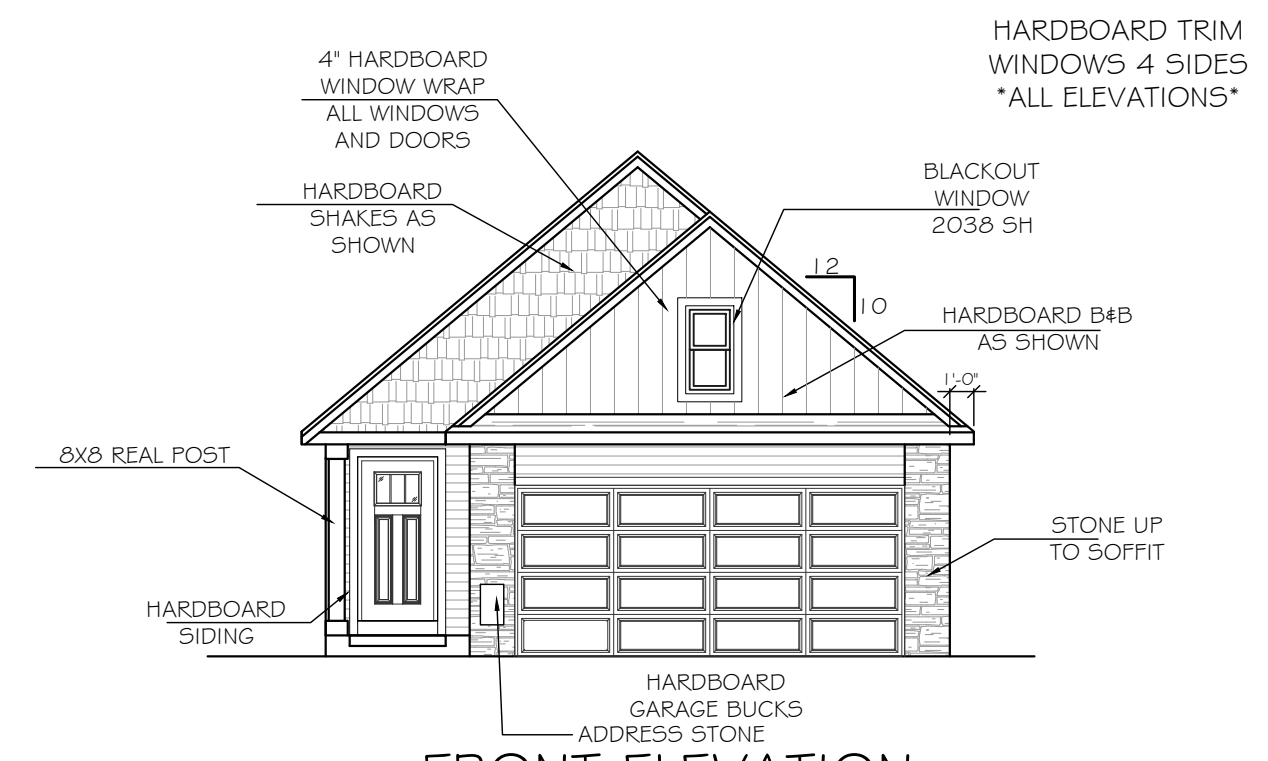 HARDBOARD TRIM
WINDOWS 4 SIDES
*ALL ELEVATIONS*
4" HARDBOARD
WINDOW WRAP
ALL WINDOWS
AND DOORS
HARDBOARD
SHAKES AS
SHOWN
BLACKOUT
WINDOW
2038 SH
12
10
HARDBOARD B&B
AS SHOWN
1'-0"
8X8 REAL POST
STONE UP
TO SOFFIT
HARDBOARD
SIDING
HARDBOARD
GARAGE BUCKS
ADDRESS STONE
FRONT ELEVATION